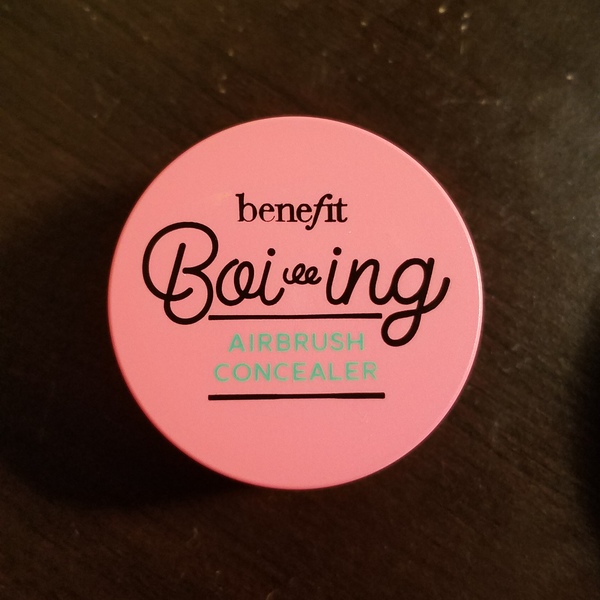 benefit
Boi-ing
AIRBRUSH
CONCEALER